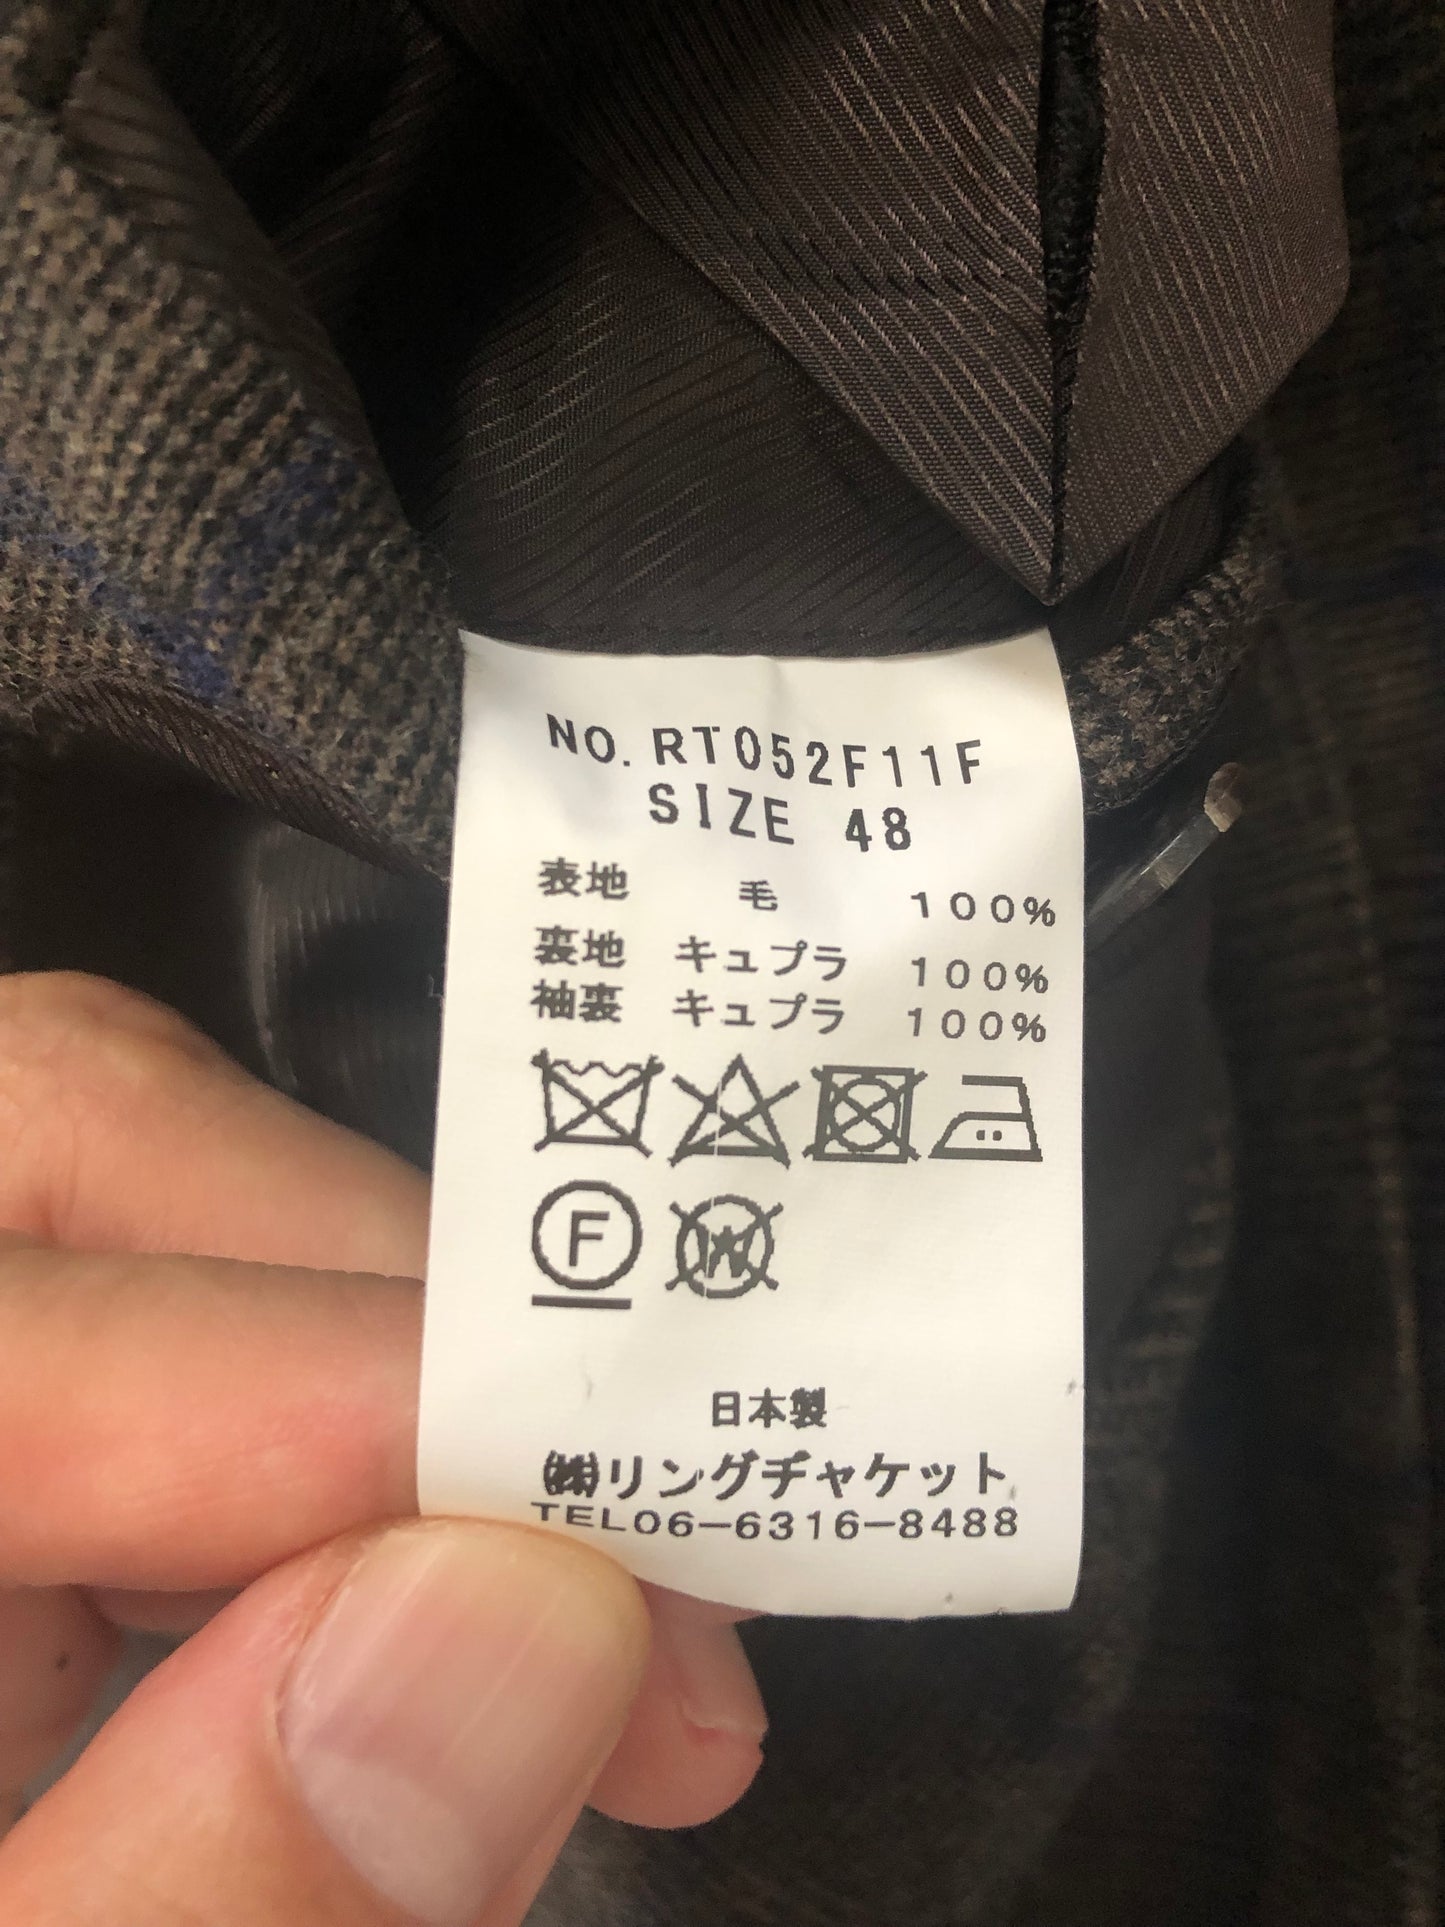 NO. RT052F11F
SIZE 48
表地 毛 100%
裏地 キュプラ 100%
袖裏 キュプラ 100%
F W
日本製
㈱リングヂャケット
TEL06-6316-8488